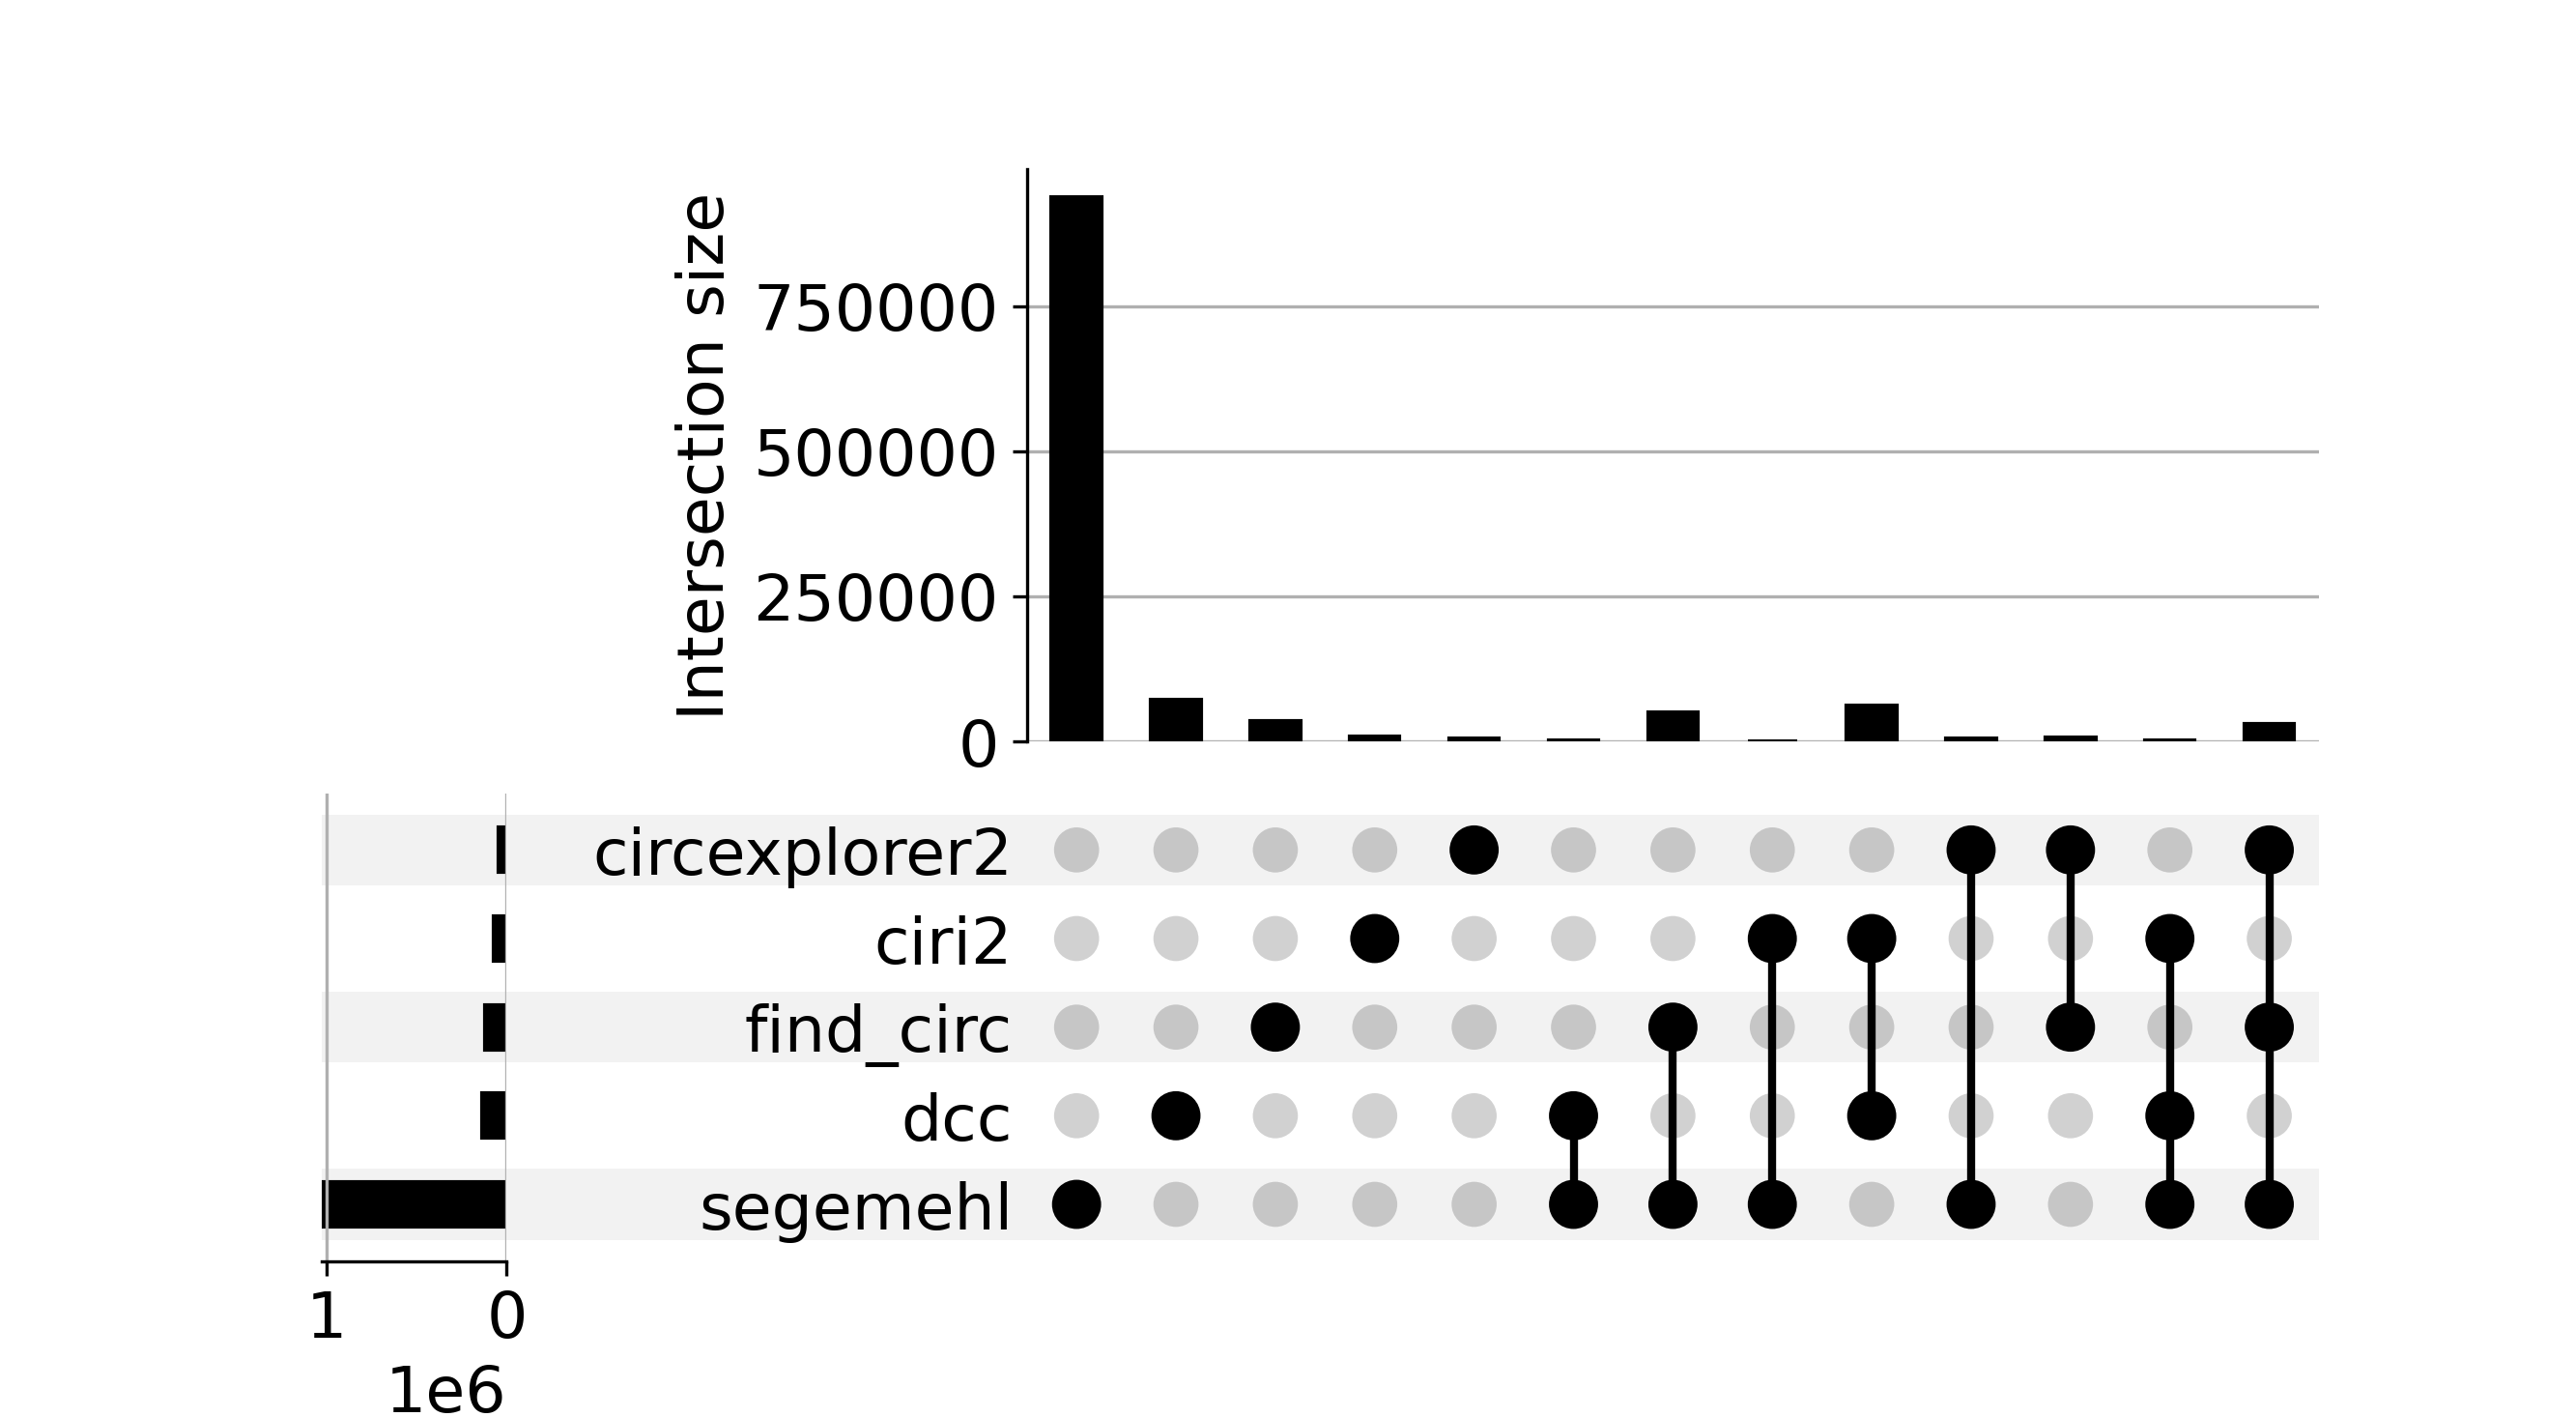 Intersection size
750000
500000
250000
0
circexplorer2
ciri2
find_circ
dcc
segemehl
1 0
1e6